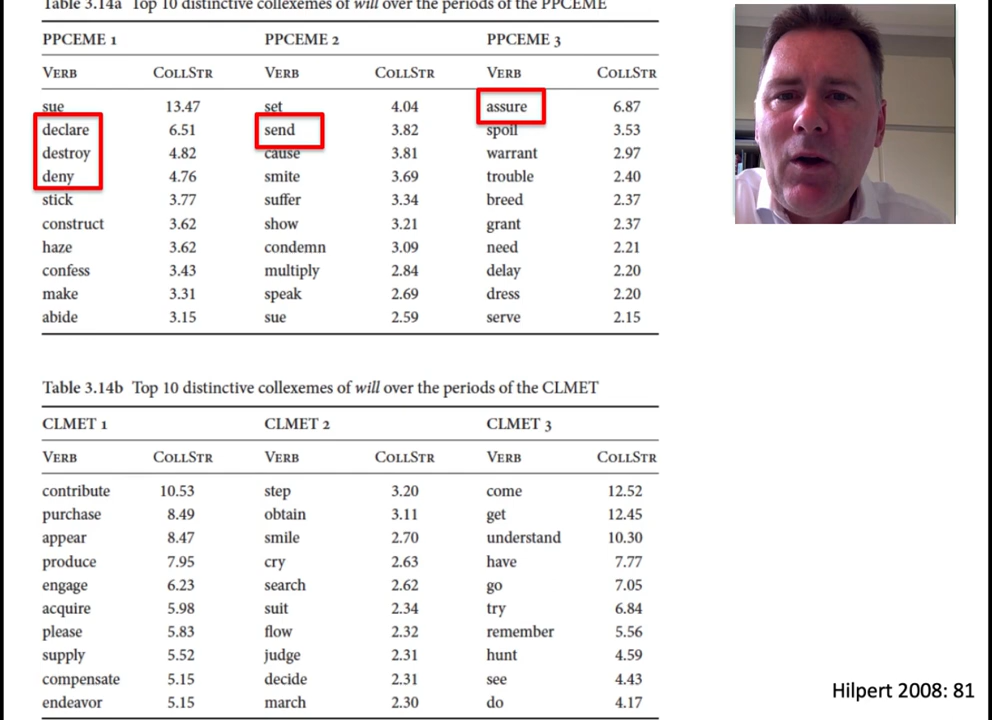 Table 3.14a Top 10 distinctive collexemes of will over the periods of the PPCEME
PPCEME 1 PPCEME 2 PPCEME 3
VERB COLLSTR VERB COLLSTR VERB COLLSTR
sue 13.47 set 4.04 assure 6.87
declare 6.51 send 3.82 spoil 3.53
destroy 4.82 cause 3.81 warrant 2.97
deny 4.76 smite 3.69 trouble 2.40
stick 3.77 suffer 3.34 breed 2.37
construct 3.62 show 3.21 grant 2.37
haze 3.62 condemn 3.09 need 2.21
confess 3.43 multiply 2.84 delay 2.20
make 3.31 speak 2.69 dress 2.20
abide 3.15 sue 2.59 serve 2.15
Table 3.14b Top 10 distinctive collexemes of will over the periods of the CLMET
CLMET 1 CLMET 2 CLMET 3
VERB COLLSTR VERB COLLSTR VERB COLLSTR
contribute 10.53 step 3.20 come 12.52
purchase 8.49 obtain 3.11 get 12.45
appear 8.47 smile 2.70 understand 10.30
produce 7.95 cry 2.63 have 7.77
engage 6.23 search 2.62 go 7.05
acquire 5.98 suit 2.34 try 6.84
please 5.83 flow 2.32 remember 5.56
supply 5.52 judge 2.31 hunt 4.59
compensate 5.15 decide 2.31 see 4.43
endeavor 5.15 march 2.30 do 4.17
Hilpert 2008: 81